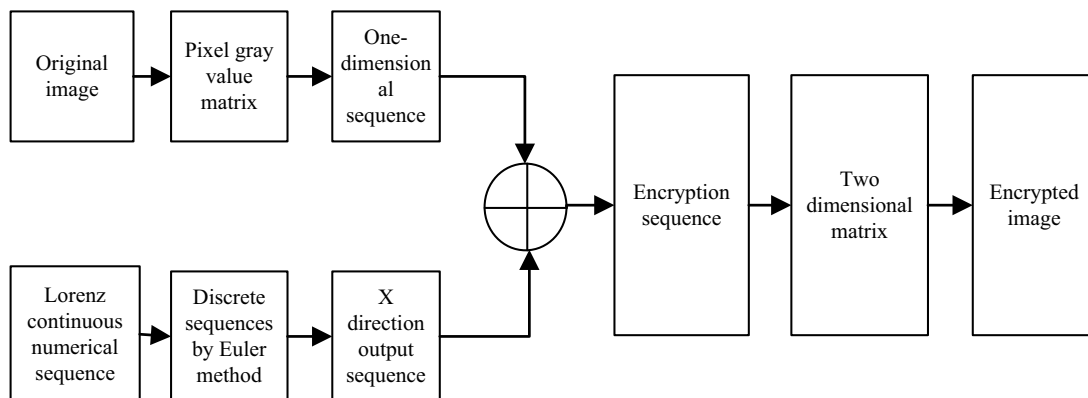 Original
image
Pixel gray
value
matrix
One-
dimension
al
sequence
Lorenz
continuous
numerical
sequence
Discrete
sequences
by Euler
method
X
direction
output
sequence
Encryption
sequence
Two
dimensional
matrix
Encrypted
image